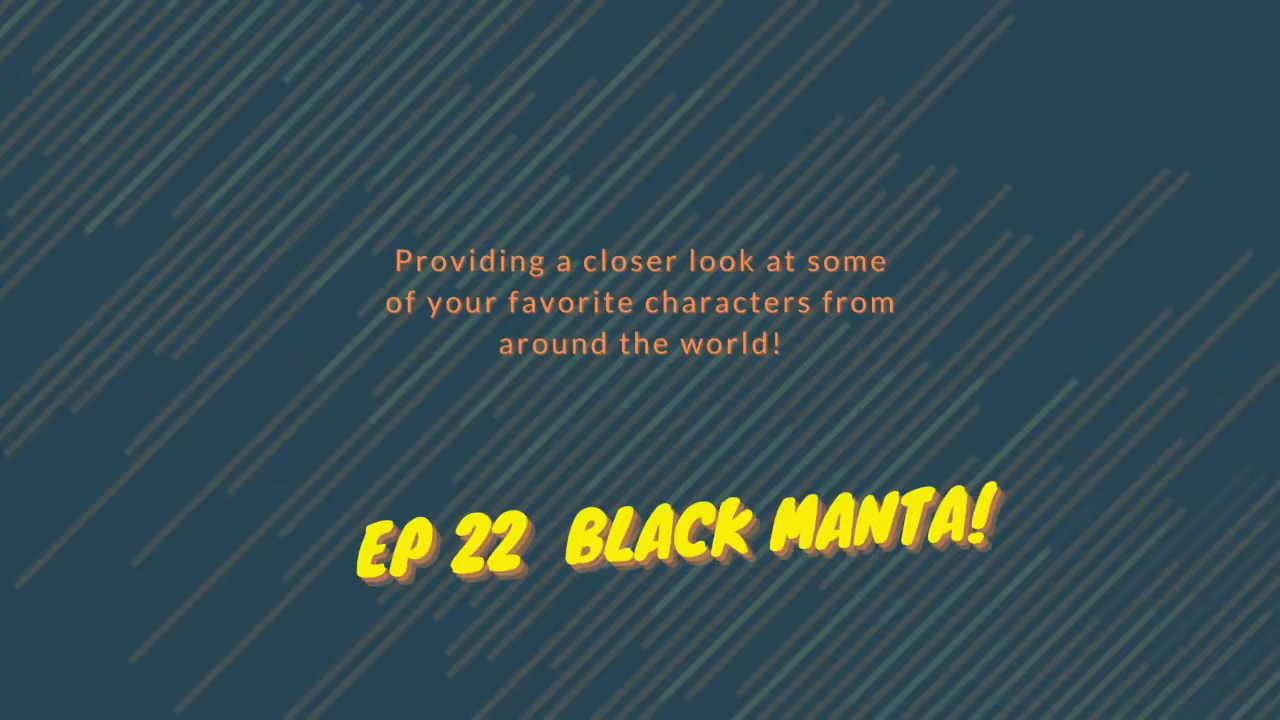 Providing a closer look at some
of your favorite characters from
around the world!
EP 22 BLACK MANTA!